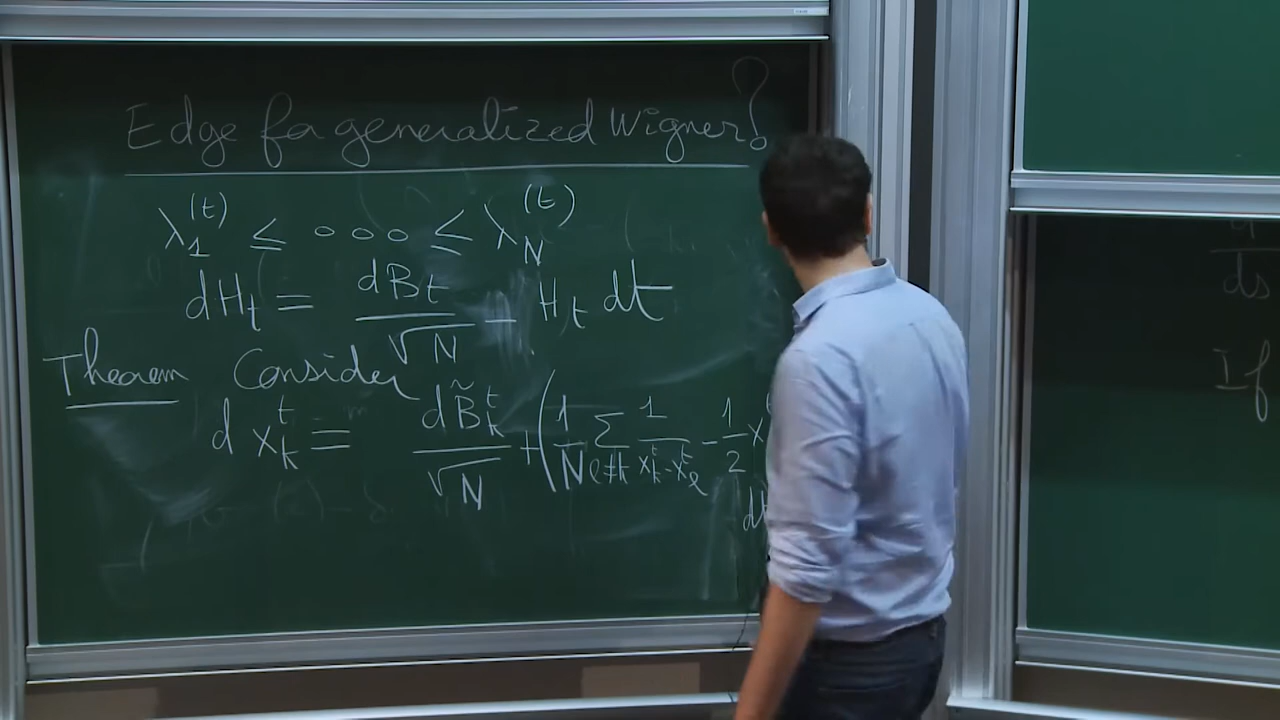 Edge for generalized Wigner?!
λ₁^(t) ≤ ∘ ∘ ∘ ≤ λ_N^(t)
dH_t = dB_t/√N - H_t dt
Theorem Consider
d x_k^t = dB̃_k^t/√N + (1/N ∑_{ℓ≠k} 1/(x_k^t - x_ℓ^t) - 1/2 x
dt
ds
If